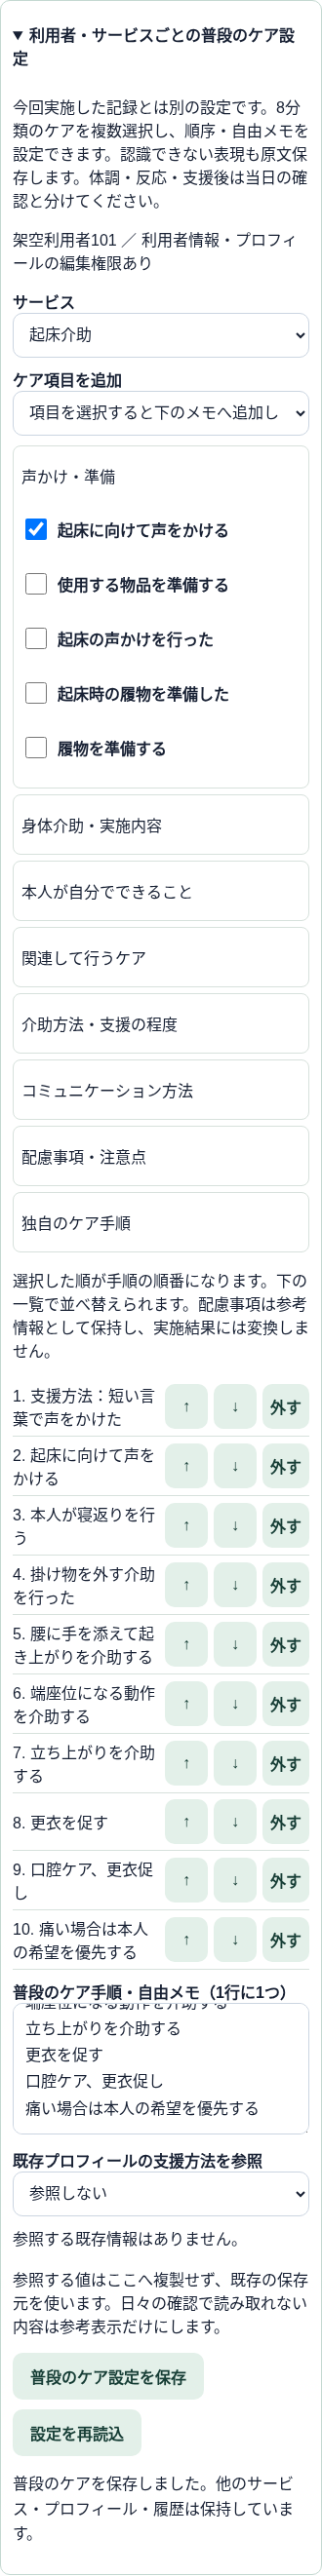 ▼ 利用者・サービスごとの普段のケア設
定
今回実施した記録とは別の設定です。8分
類のケアを複数選択し、順序・自由メモを
設定できます。認識できない表現も原文保
存します。体調・反応・支援後は当日の確
認と分けてください。
架空利用者101 ／ 利用者情報・プロフィ
ールの編集権限あり
サービス
起床介助
ケア項目を追加
項目を選択すると下のメモへ追加し
声かけ・準備
起床に向けて声をかける
使用する物品を準備する
起床の声かけを行った
起床時の履物を準備した
履物を準備する
身体介助・実施内容
本人が自分でできること
関連して行うケア
介助方法・支援の程度
コミュニケーション方法
配慮事項・注意点
独自のケア手順
選択した順が手順の順番になります。下の
一覧で並べ替えられます。配慮事項は参考
情報として保持し、実施結果には変換しま
せん。
1. 支援方法：短い言
葉で声をかけた
↑ ↓ 外す
2. 起床に向けて声を
かける
↑ ↓ 外す
3. 本人が寝返りを行
う
↑ ↓ 外す
4. 掛け物を外す介助
を行った
↑ ↓ 外す
5. 腰に手を添えて起
き上がりを介助する
↑ ↓ 外す
6. 端座位になる動作
を介助する
↑ ↓ 外す
7. 立ち上がりを介助
する
↑ ↓ 外す
8. 更衣を促す
↑ ↓ 外す
9. 口腔ケア、更衣促
し
↑ ↓ 外す
10. 痛い場合は本人
の希望を優先する
↑ ↓ 外す
普段のケア手順・自由メモ（1行に1つ）
端座位になる動作を介助する
立ち上がりを介助する
更衣を促す
口腔ケア、更衣促し
痛い場合は本人の希望を優先する
既存プロフィールの支援方法を参照
参照しない
参照する既存情報はありません。
参照する値はここへ複製せず、既存の保存
元を使います。日々の確認で読み取れない
内容は参考表示だけにします。
普段のケア設定を保存
設定を再読込
普段のケアを保存しました。他のサービ
ス・プロフィール・履歴は保持していま
す。